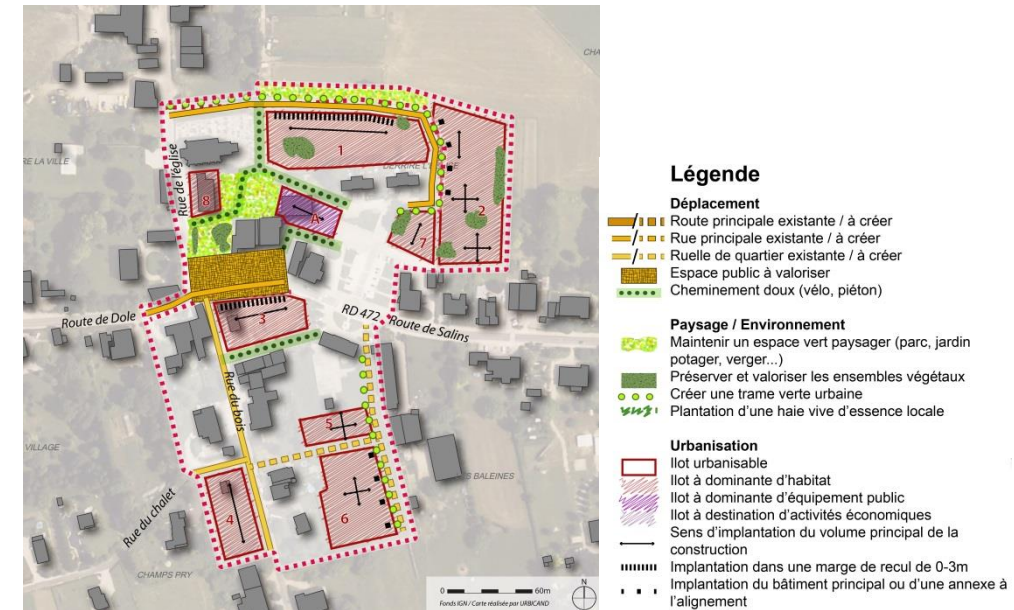 CHA
RE LA VILLE
DERRIERE L'EGLISE
Rue de l'église
1
8
A
2
7
3
Route de Dole
RD 472 - Route de Salins
Rue du bois
VILLAGE
5
S BALEINES
4
6
Rue du chalet
CHAMPS PRY
0 60m
N
Fonds IGN / Carte réalisée par URBICAND
Légende
Déplacement
Route principale existante / à créer
Rue principale existante / à créer
Ruelle de quartier existante / à créer
Espace public à valoriser
Cheminement doux (vélo, piéton)
Paysage / Environnement
Maintenir un espace vert paysager (parc, jardin
potager, verger...)
Préserver et valoriser les ensembles végétaux
Créer une trame verte urbaine
Plantation d'une haie vive d'essence locale
Urbanisation
Ilot urbanisable
Ilot à dominante d'habitat
Ilot à dominante d'équipement public
Ilot à destination d'activités économiques
Sens d'implantation du volume principal de la
construction
Implantation dans une marge de recul de 0-3m
Implantation du bâtiment principal ou d'une annexe à
l'alignement